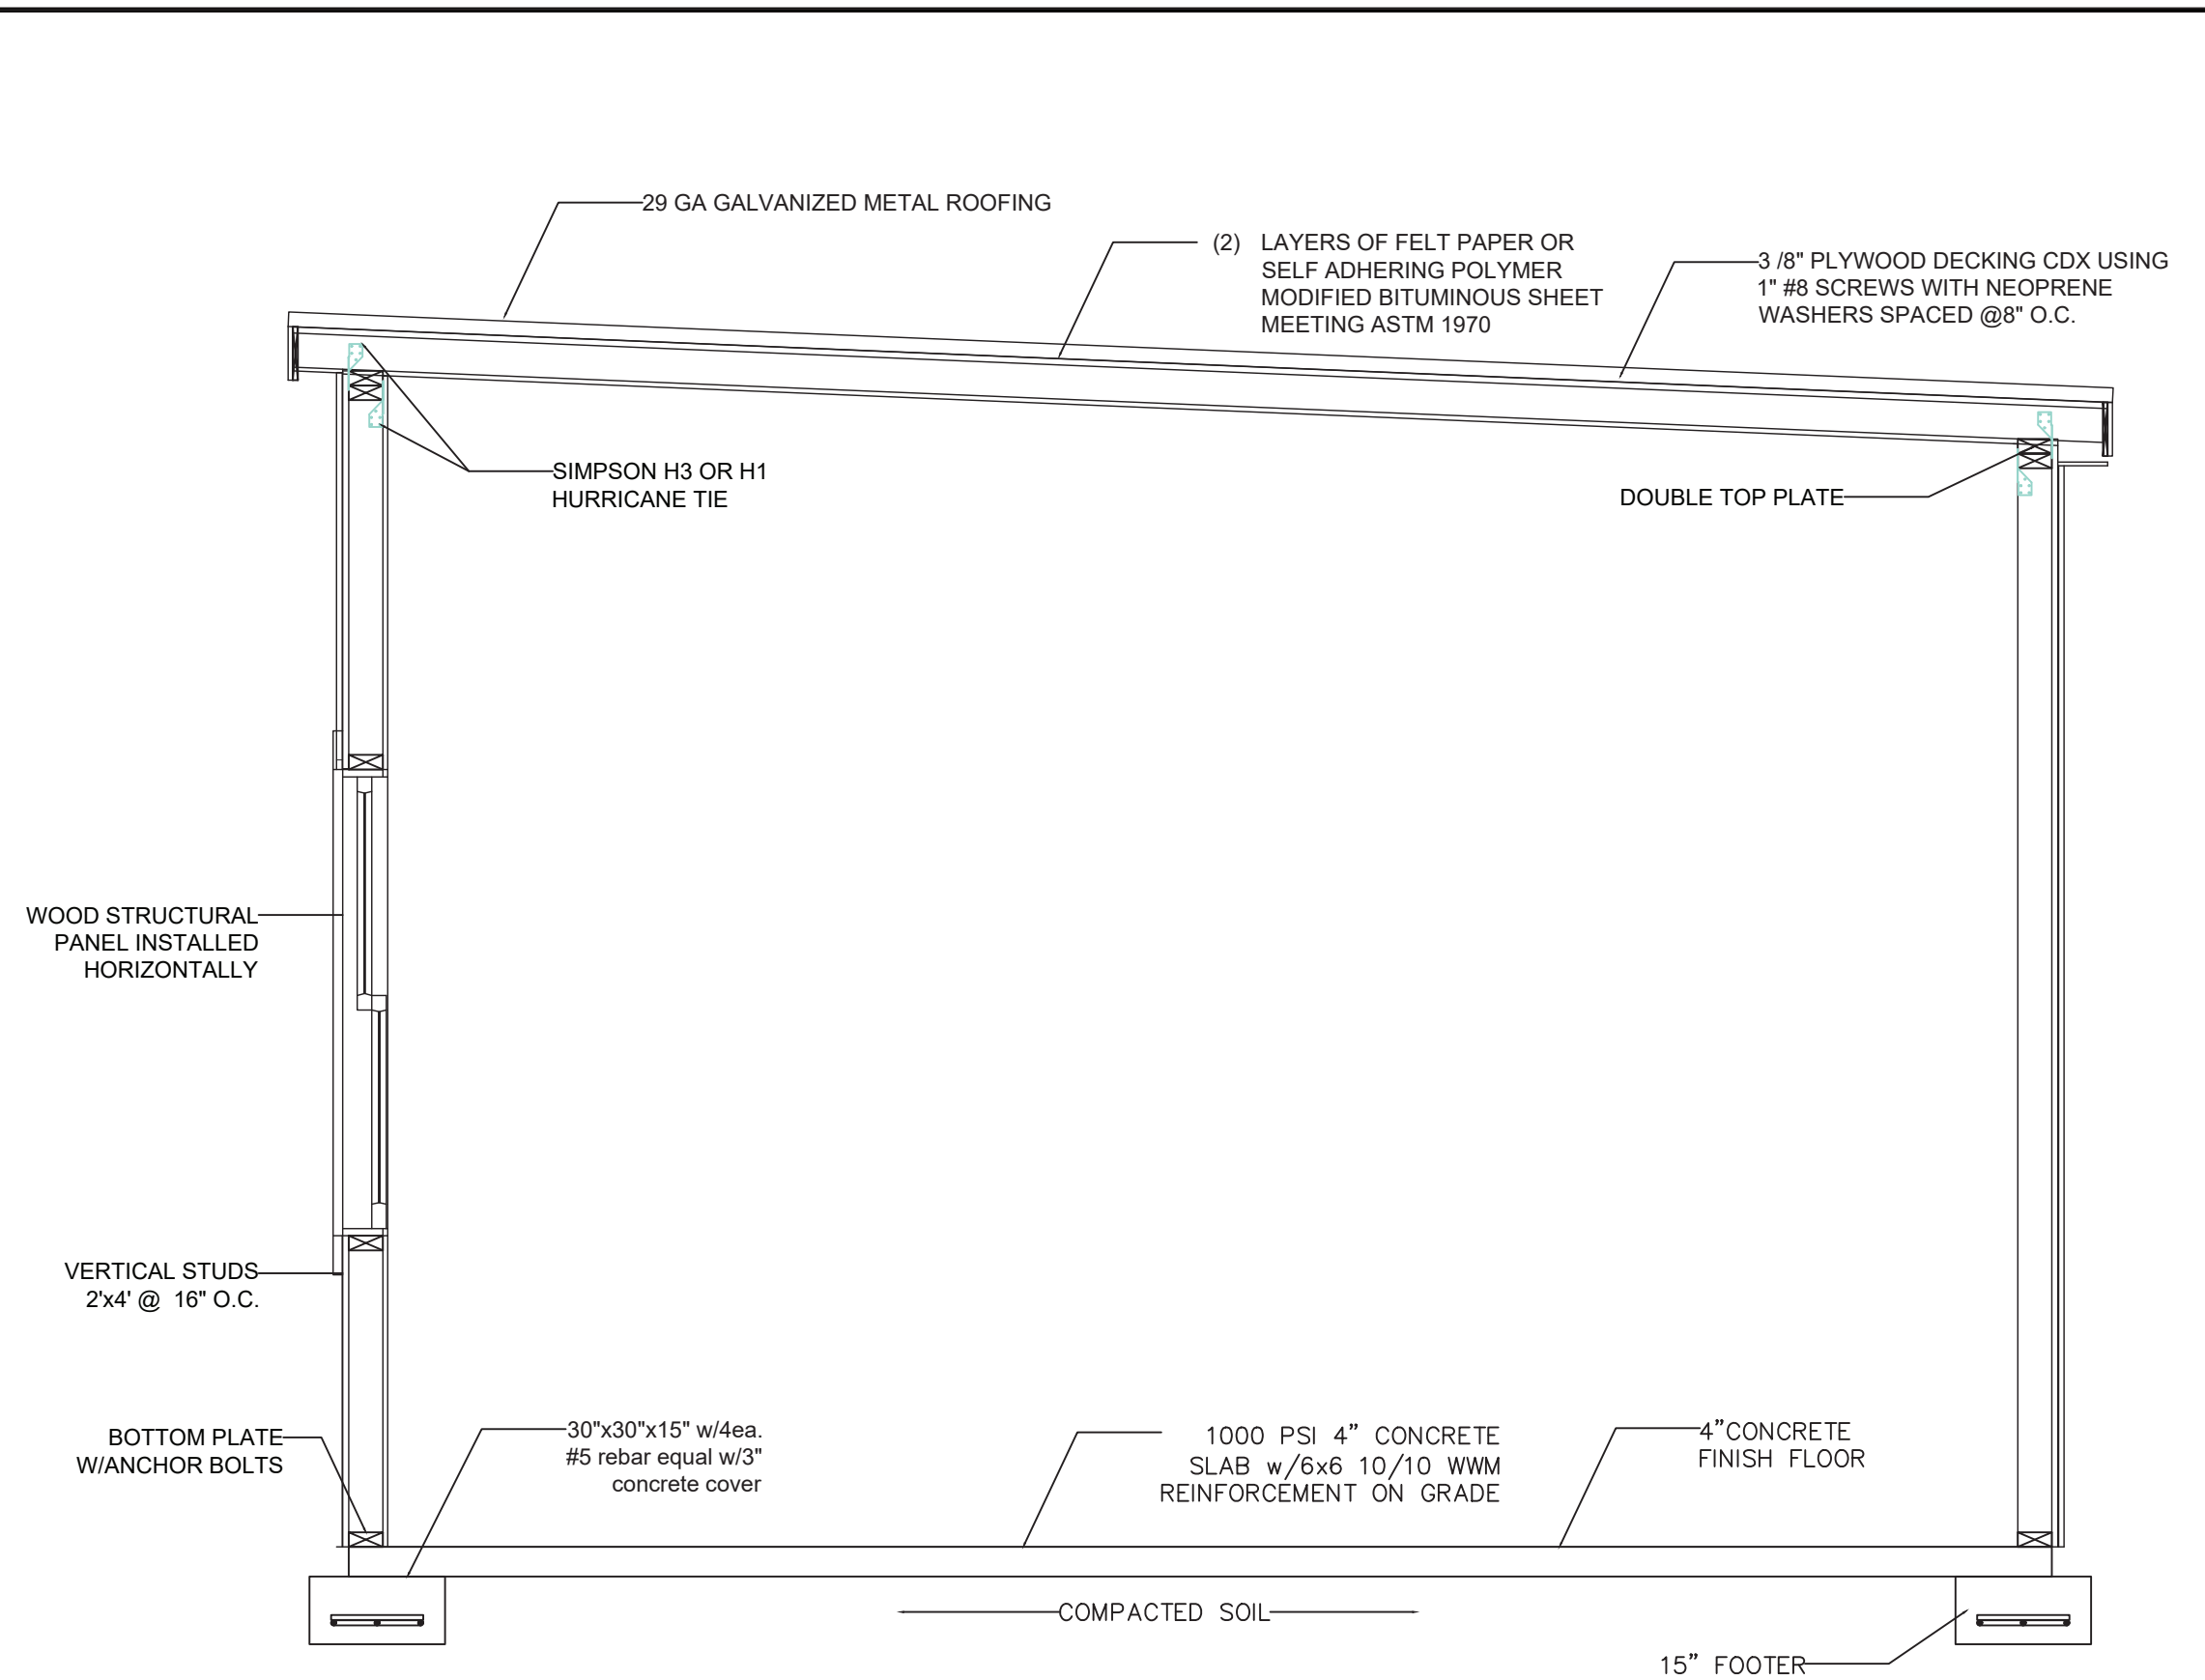 29 GA GALVANIZED METAL ROOFING
(2) LAYERS OF FELT PAPER OR
SELF ADHERING POLYMER
MODIFIED BITUMINOUS SHEET
MEETING ASTM 1970
3 /8" PLYWOOD DECKING CDX USING
1" #8 SCREWS WITH NEOPRENE
WASHERS SPACED @8" O.C.
SIMPSON H3 OR H1
HURRICANE TIE
DOUBLE TOP PLATE
WOOD STRUCTURAL
PANEL INSTALLED
HORIZONTALLY
VERTICAL STUDS
2'x4' @ 16" O.C.
BOTTOM PLATE
W/ANCHOR BOLTS
30"x30"x15" w/4ea.
#5 rebar equal w/3"
concrete cover
1000 PSI 4” CONCRETE
SLAB w/6x6 10/10 WWM
REINFORCEMENT ON GRADE
4”CONCRETE
FINISH FLOOR
COMPACTED SOIL
15” FOOTER